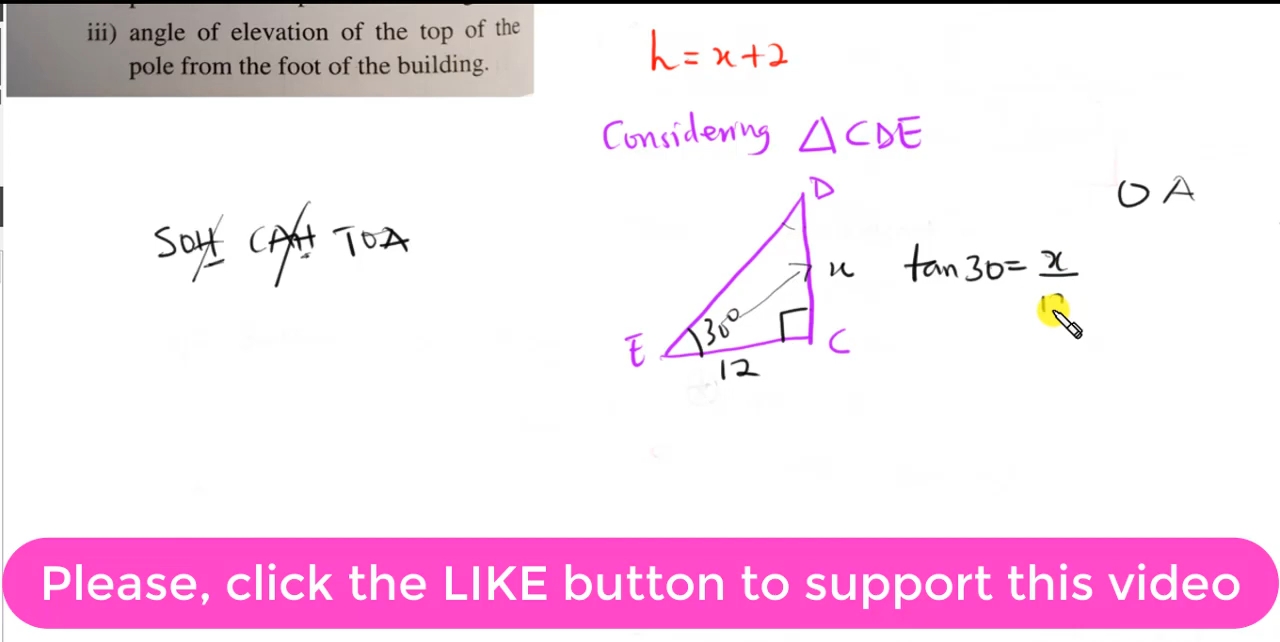 iii) angle of elevation of the top of the
pole from the foot of the building.
h = x+2
Considering △CDE
O A
SOH CAH TOA
D
tan 30 = x
x
30°
E
C
12
Please, click the LIKE button to support this video